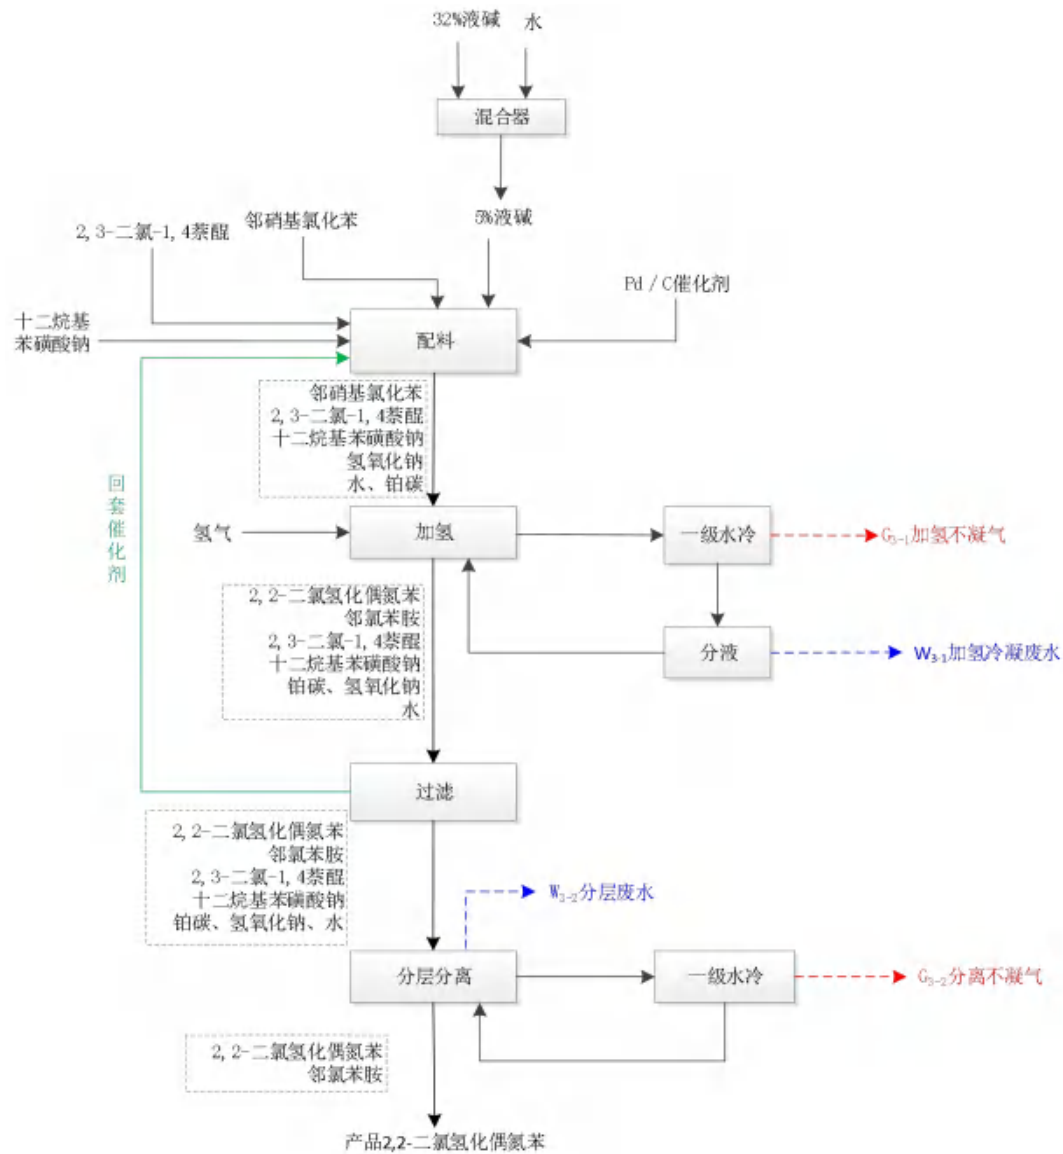 32%液碱
水
混合器
5%液碱
邻硝基氯化苯
2,3-二氯-1,4萘醌
Pd/C催化剂
十二烷基
苯磺酸钠
配料
邻硝基氯化苯
2,3-二氯-1,4萘醌
十二烷基苯磺酸钠
氢氧化钠
水、铂碳
回套催化剂
氢气
加氢
一级水冷
G3-1加氢不凝气
2,2-二氯氢化偶氮苯
邻氯苯胺
2,3-二氯-1,4萘醌
十二烷基苯磺酸钠
铂碳、氢氧化钠
水
分液
W3-1加氢冷凝废水
过滤
2,2-二氯氢化偶氮苯
邻氯苯胺
2,3-二氯-1,4萘醌
十二烷基苯磺酸钠
铂碳、氢氧化钠、水
W3-2分层废水
分层分离
一级水冷
G3-2分离不凝气
2,2-二氯氢化偶氮苯
邻氯苯胺
产品2,2-二氯氢化偶氮苯